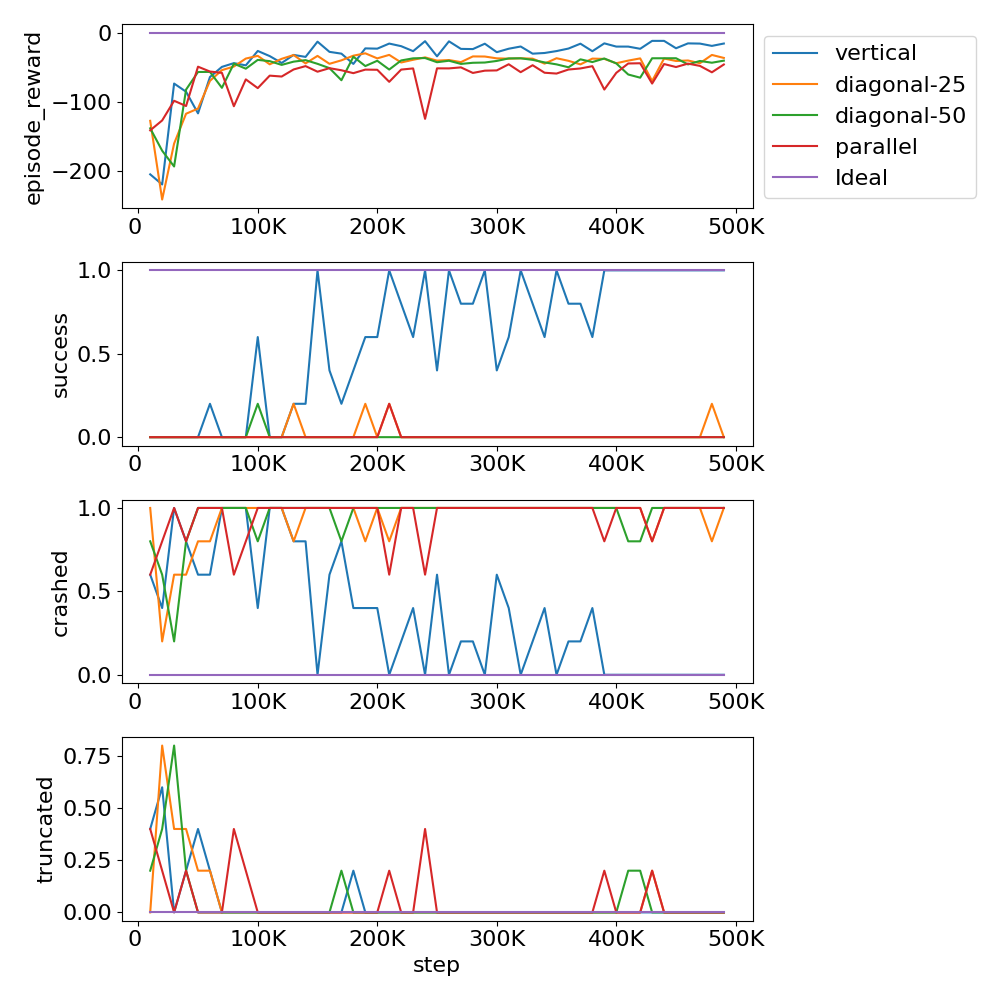 episode_reward
0
−100
−200
0 100K 200K 300K 400K 500K
vertical
diagonal-25
diagonal-50
parallel
Ideal
success
1.0
0.5
0.0
0 100K 200K 300K 400K 500K
crashed
1.0
0.5
0.0
0 100K 200K 300K 400K 500K
truncated
0.75
0.50
0.25
0.00
0 100K 200K 300K 400K 500K
step